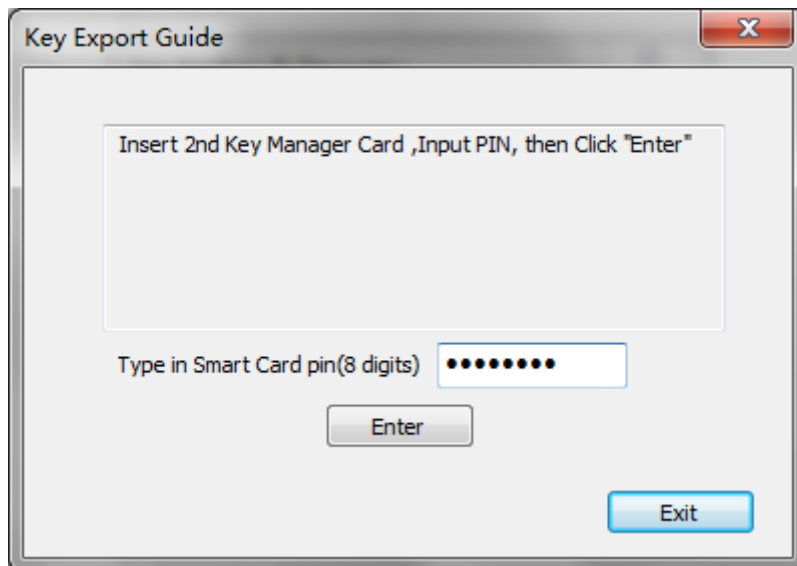 Key Export Guide
Insert 2nd Key Manager Card ,Input PIN, then Click "Enter"
Type in Smart Card pin(8 digits) ••••••••
Enter
Exit